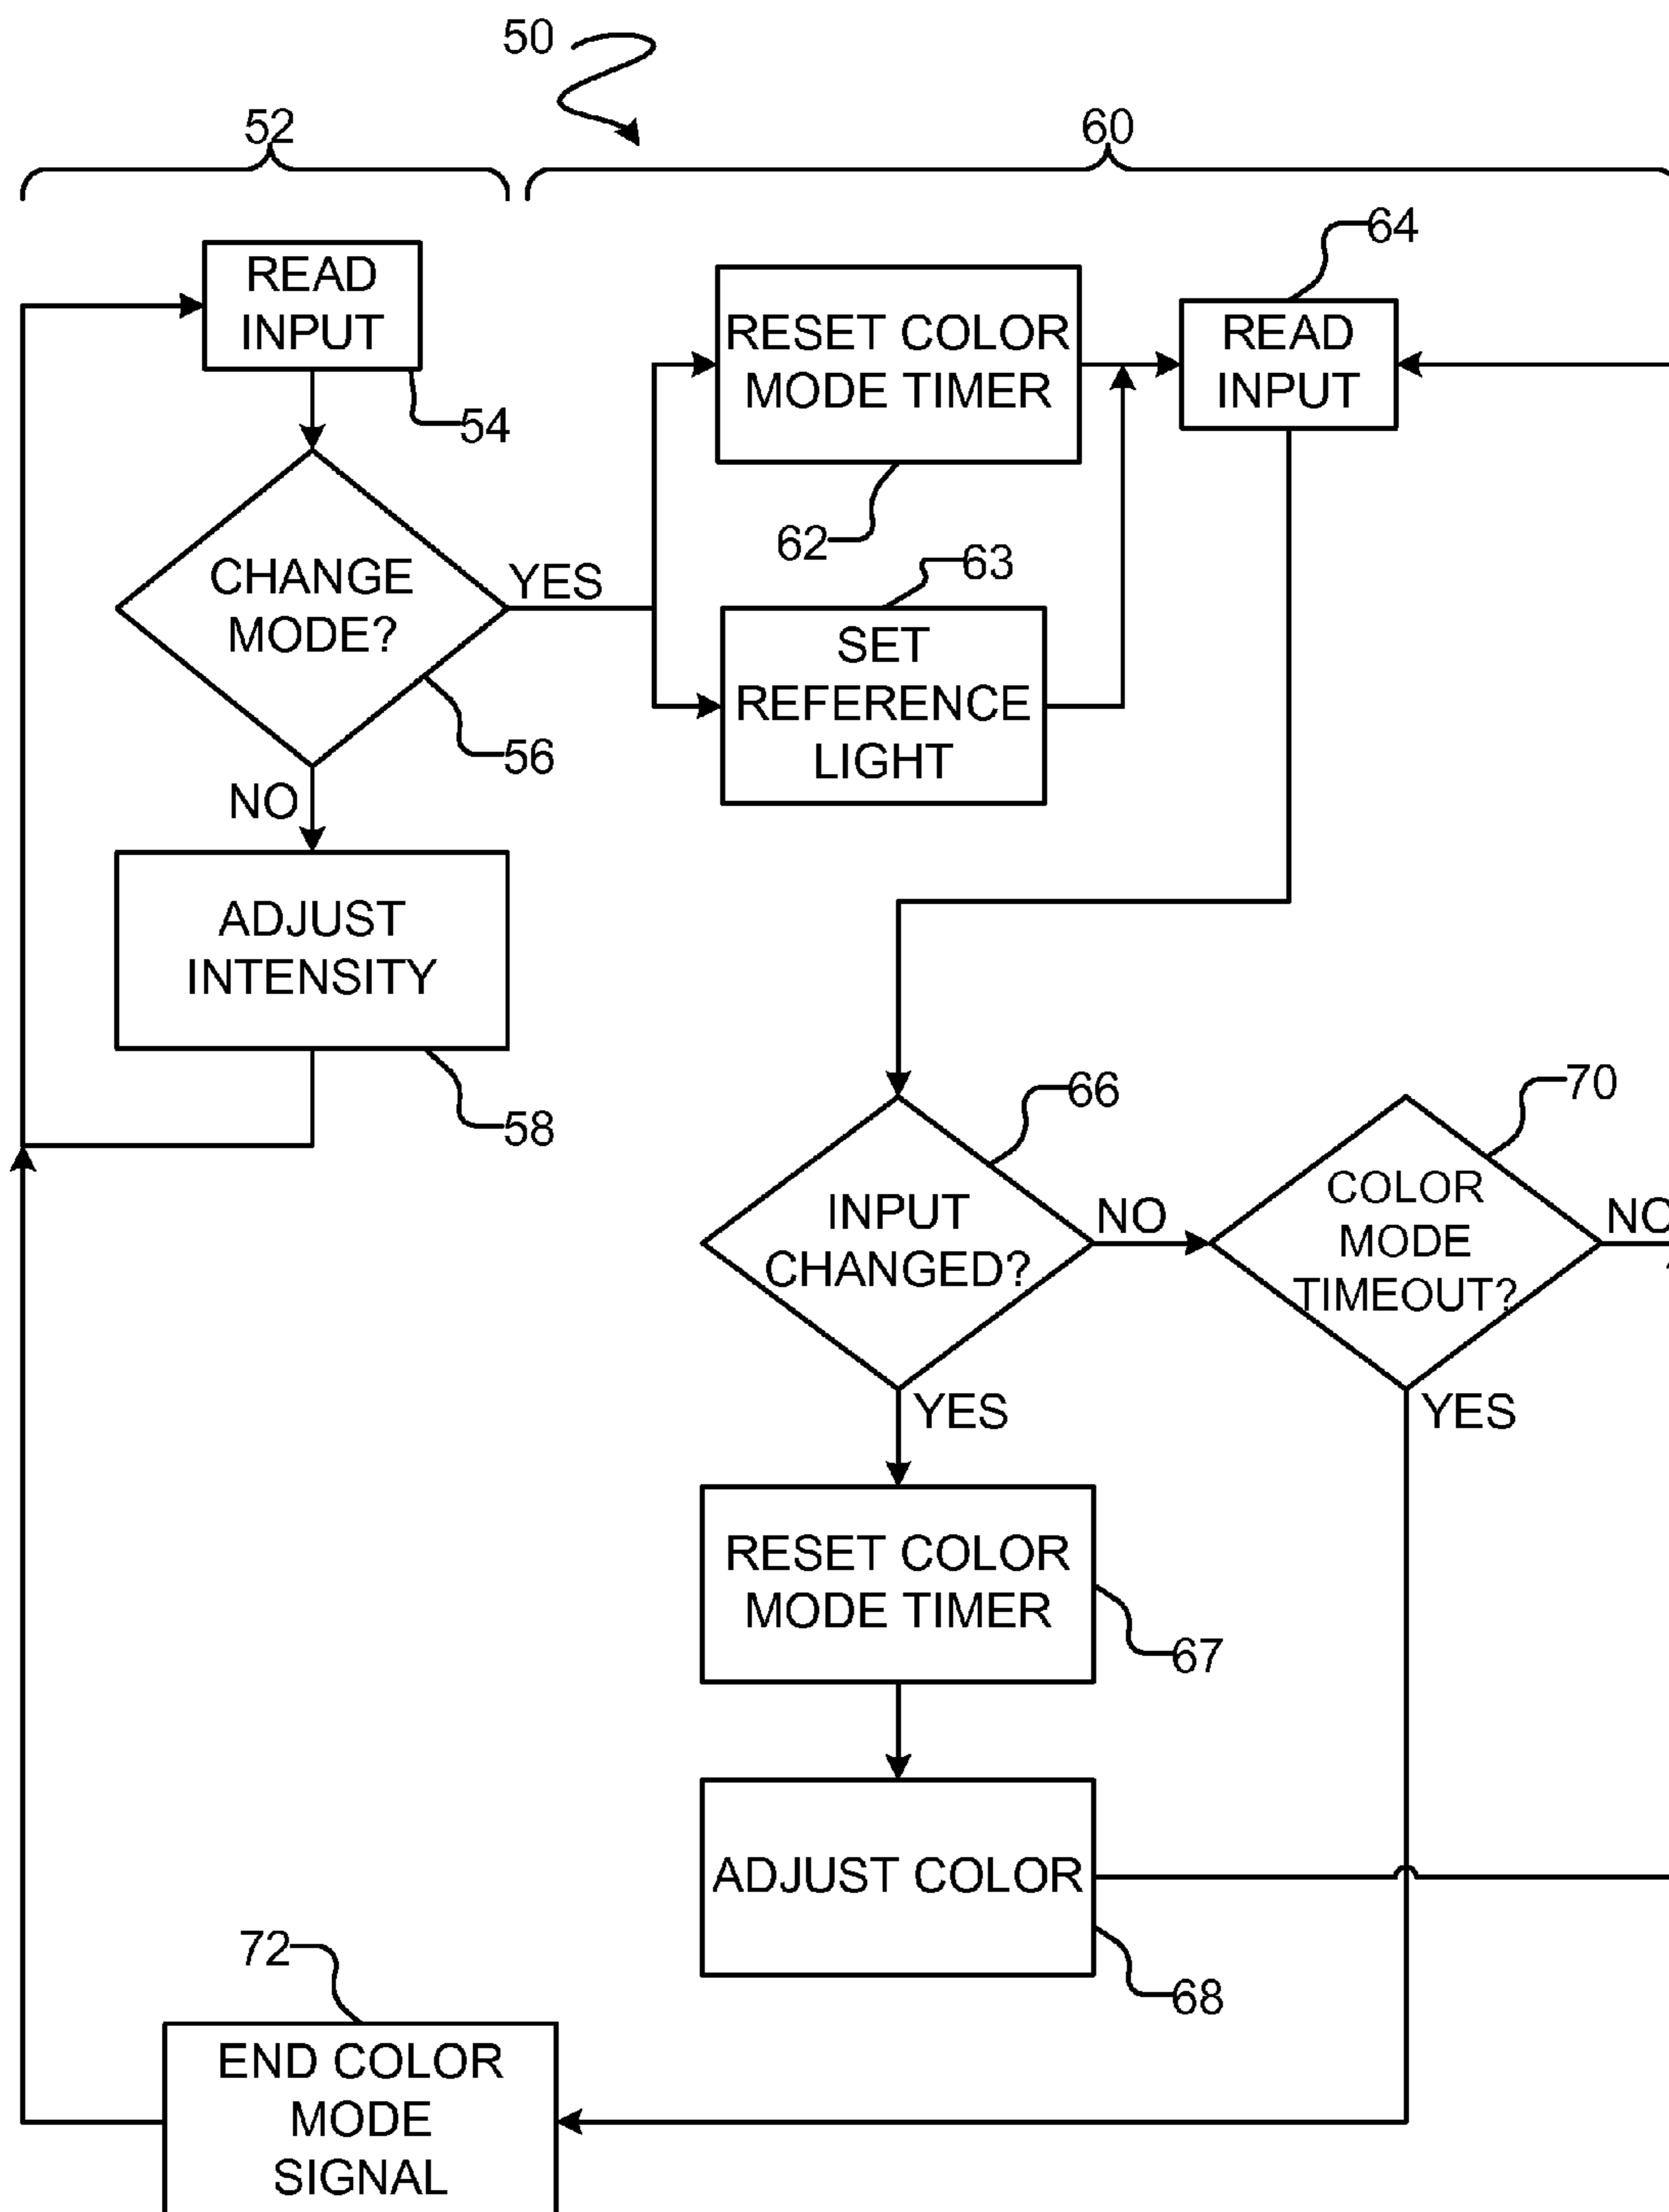 50
52
60
READ
INPUT
54
CHANGE
MODE?
YES
56
NO
ADJUST
INTENSITY
58
RESET COLOR
MODE TIMER
62
63
SET
REFERENCE
LIGHT
64
READ
INPUT
66
INPUT
CHANGED?
NO
YES
70
COLOR
MODE
TIMEOUT?
NO
YES
RESET COLOR
MODE TIMER
67
ADJUST COLOR
68
72
END COLOR
MODE
SIGNAL